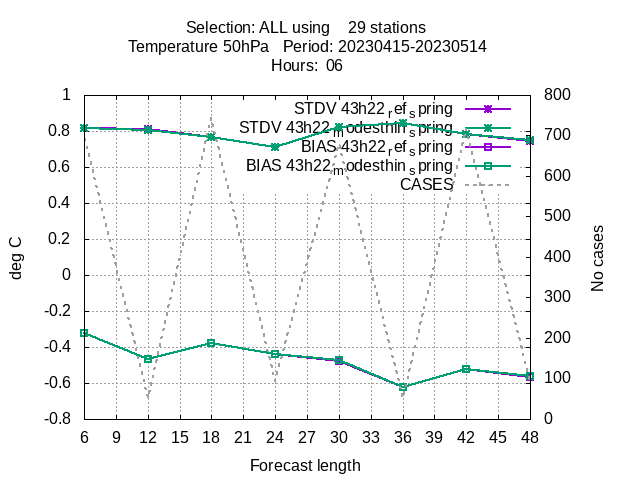 Selection: ALL using    29 stations
Temperature 50hPa   Period: 20230415-20230514
Hours:  06
1
0.8
0.6
0.4
0.2
0
-0.2
-0.4
-0.6
-0.8
deg C
STDV 43h22_ref_spring
STDV 43h22_modesthin_spring
BIAS 43h22_ref_spring
BIAS 43h22_modesthin_spring
CASES
800
700
600
500
400
300
200
100
0
No cases
6 9 12 15 18 21 24 27 30 33 36 39 42 45 48
Forecast length